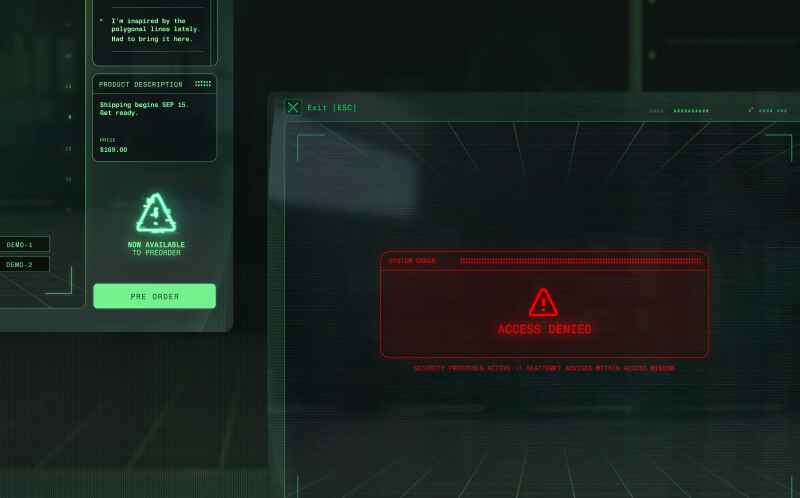 * I'm inspired by the
polygonal lines lately.
Had to bring it here.
PRODUCT DESCRIPTION
Shipping begins SEP 15.
Get ready.
PRICE
$169.00
NOW AVAILABLE
TO PREORDER
PRE ORDER
DEMO-1
DEMO-2
Exit [ESC]
SYSTEM ERROR
ACCESS DENIED
SECURITY PROTOCOLS ACTIVE \\ REATTEMPT ADVISED WITHIN ACCESS WINDOW.